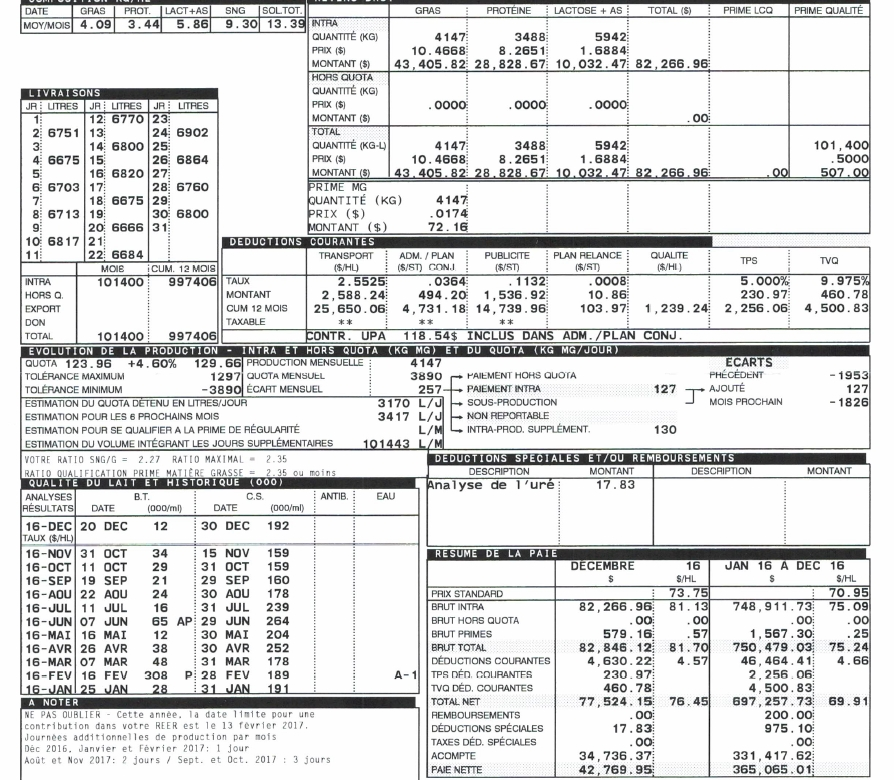 DATE GRAS PROT. LACT+AS SNG SOL.TOT.
MOY/MOIS 4.09 3.44 5.86 9.30 13.39
GRAS PROTÉINE LACTOSE + AS TOTAL ($) PRIME LCQ PRIME QUALITÉ
INTRA
QUANTITÉ (KG) 4147 3488 5942
PRIX ($) 10.4668 8.2651 1.6884
MONTANT ($) 43,405.82 28,828.67 10,032.47 82,266.96
HORS QUOTA
QUANTITÉ (KG)
PRIX ($) .0000 .0000 .0000
MONTANT ($) .00
TOTAL
QUANTITÉ (KG-L) 4147 3488 5942 101,400
PRIX ($) 10.4668 8.2651 1.6884 .5000
MONTANT ($) 43,405.82 28,828.67 10,032.47 82,266.96 .00 507.00
PRIME MG
QUANTITÉ (KG) 4147
PRIX ($) .0174
MONTANT ($) 72.16
LIVRAISONS
JR LITRES JR LITRES JR LITRES
1 12 6770 23
2 6751 13 24 6902
3 14 6800 25
4 6675 15 26 6864
5 16 6820 27
6 6703 17 28 6760
7 18 6675 29
8 6713 19 30 6800
9 20 6666 31
10 6817 21
11 22 6684
MOIS CUM. 12 MOIS
INTRA 101400 997406
HORS Q.
EXPORT
DON
TOTAL 101400 997406
DEDUCTIONS COURANTES
TRANSPORT ADM. / PLAN PUBLICITE PLAN RELANCE QUALITE TPS TVQ
($/HL) ($/ST) CONJ. ($/ST) ($/ST) ($/HL)
TAUX 2.5525 .0364 .1132 .0008 5.000% 9.975%
MONTANT 2,588.24 494.20 1,536.92 10.86 230.97 460.78
CUM 12 MOIS 25,650.06 4,731.18 14,739.96 103.97 1,239.24 2,256.06 4,500.83
TAXABLE ** ** **
CONTR. UPA 118.54$ INCLUS DANS ADM./PLAN CONJ.
EVOLUTION DE LA PRODUCTION - INTRA ET HORS QUOTA (KG MG) ET DU QUOTA (KG MG/JOUR)
QUOTA 123.96 +4.60% 129.66 PRODUCTION MENSUELLE 4147 ECARTS
TOLÉRANCE MAXIMUM 1297 QUOTA MENSUEL 3890 PAIEMENT HORS QUOTA PRÉCÉDENT -1953
TOLÉRANCE MINIMUM -3890 ÉCART MENSUEL 257 PAIEMENT INTRA 127 AJOUTÉ 127
ESTIMATION DU QUOTA DÉTENU EN LITRES/JOUR 3170 L/J SOUS-PRODUCTION MOIS PROCHAIN -1826
ESTIMATION POUR LES 6 PROCHAINS MOIS 3417 L/J NON REPORTABLE
ESTIMATION POUR SE QUALIFIER A LA PRIME DE RÉGULARITÉ L/M INTRA-PROD. SUPPLÉMENT. 130
ESTIMATION DU VOLUME INTÉGRANT LES JOURS SUPPLÉMENTAIRES 101443 L/M
VOTRE RATIO SNG/G = 2.27 RATIO MAXIMAL = 2.35
RATIO QUALIFICATION PRIME MATIÈRE GRASSE = 2.35 ou moins
QUALITE DU LAIT ET HISTORIQUE (000)
ANALYSES B.T. C.S. ANTIB. EAU
RÉSULTATS DATE (000/ml) DATE (000/ml)
16-DEC 20 DEC 12 30 DEC 192
TAUX ($/HL)
16-NOV 31 OCT 34 15 NOV 159
16-OCT 11 OCT 29 31 OCT 159
16-SEP 19 SEP 21 29 SEP 160
16-AOU 22 AOU 24 30 AOU 178
16-JUL 11 JUL 16 31 JUL 239
16-JUN 07 JUN 65 AP 29 JUN 264
16-MAI 16 MAI 12 30 MAI 204
16-AVR 26 AVR 38 30 AVR 252
16-MAR 07 MAR 48 31 MAR 178
16=FEV 16 FEV 308 P 28 FEV 189 A-1
16-JAN 25 JAN 28 31 JAN 191
A NOTER
NE PAS OUBLIER - Cette année, la date limite pour une
contribution dans votre REER est le 13 février 2017.
Journées additionnelles de production par mois
Déc 2016, Janvier et Février 2017: 1 jour
Août et Nov 2017: 2 jours / Sept. et Oct. 2017 : 3 jours
DEDUCTIONS SPECIALES ET/OU REMBOURSEMENTS
DESCRIPTION MONTANT DESCRIPTION MONTANT
Analyse de l'uré 17.83
RESUME DE LA PAIE
DÉCEMBRE 16 JAN 16 A DEC 16
$ $/HL $ $/HL
PRIX STANDARD 73.75 70.95
BRUT INTRA 82,266.96 81.13 748,911.73 75.09
BRUT HORS QUOTA .00 .00 .00 .00
BRUT PRIMES 579.16 .57 1,567.30 .25
BRUT TOTAL 82,846.12 81.70 750,479.03 75.24
DÉDUCTIONS COURANTES 4,630.22 4.57 46,464.41 4.66
TPS DÉD. COURANTES 230.97 2,256.06
TVQ DÉD. COURANTES 460.78 4,500.83
TOTAL NET 77,524.15 76.45 697,257.73 69.91
REMBOURSEMENTS .00 200.00
DÉDUCTIONS SPÉCIALES 17.83 975.10
TAXES DÉD. SPÉCIALES .00 .00
ACOMPTE 34,736.37 331,417.62
PAIE NETTE 42,769.95 365,065.01